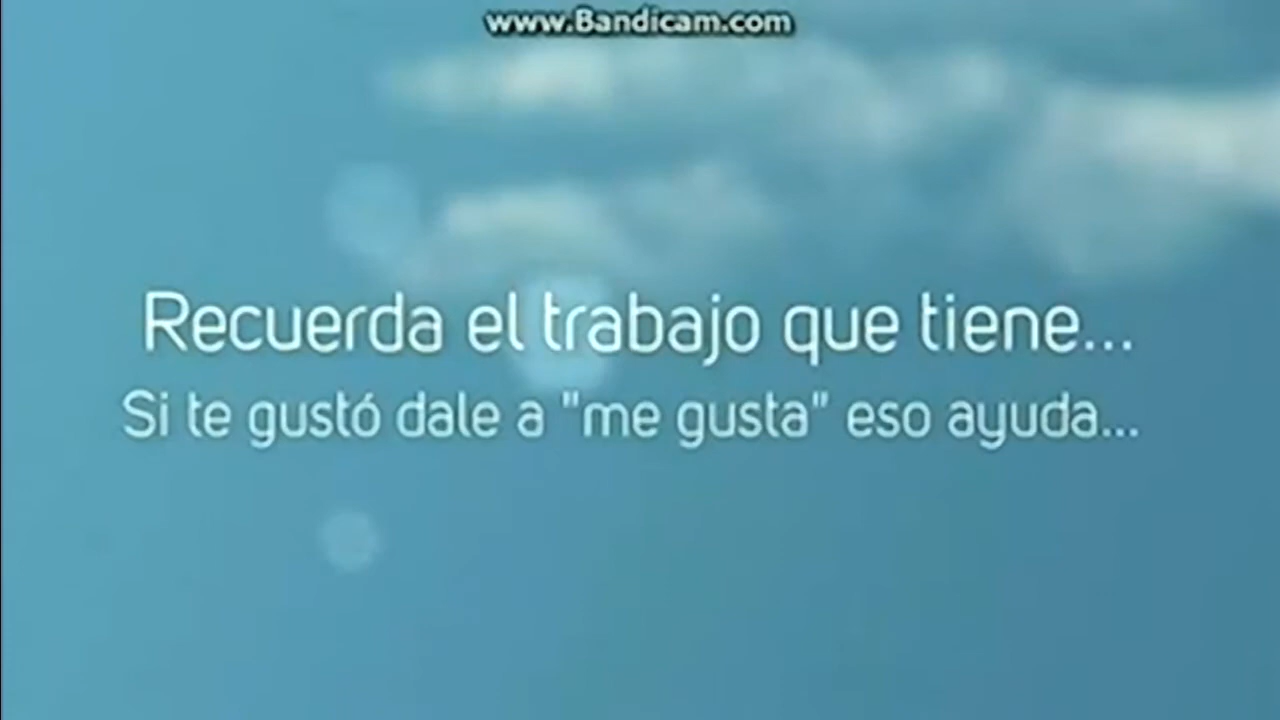 www.Bandicam.com
Recuerda el trabajo que tiene...
Si te gustó dale a "me gusta" eso ayuda...